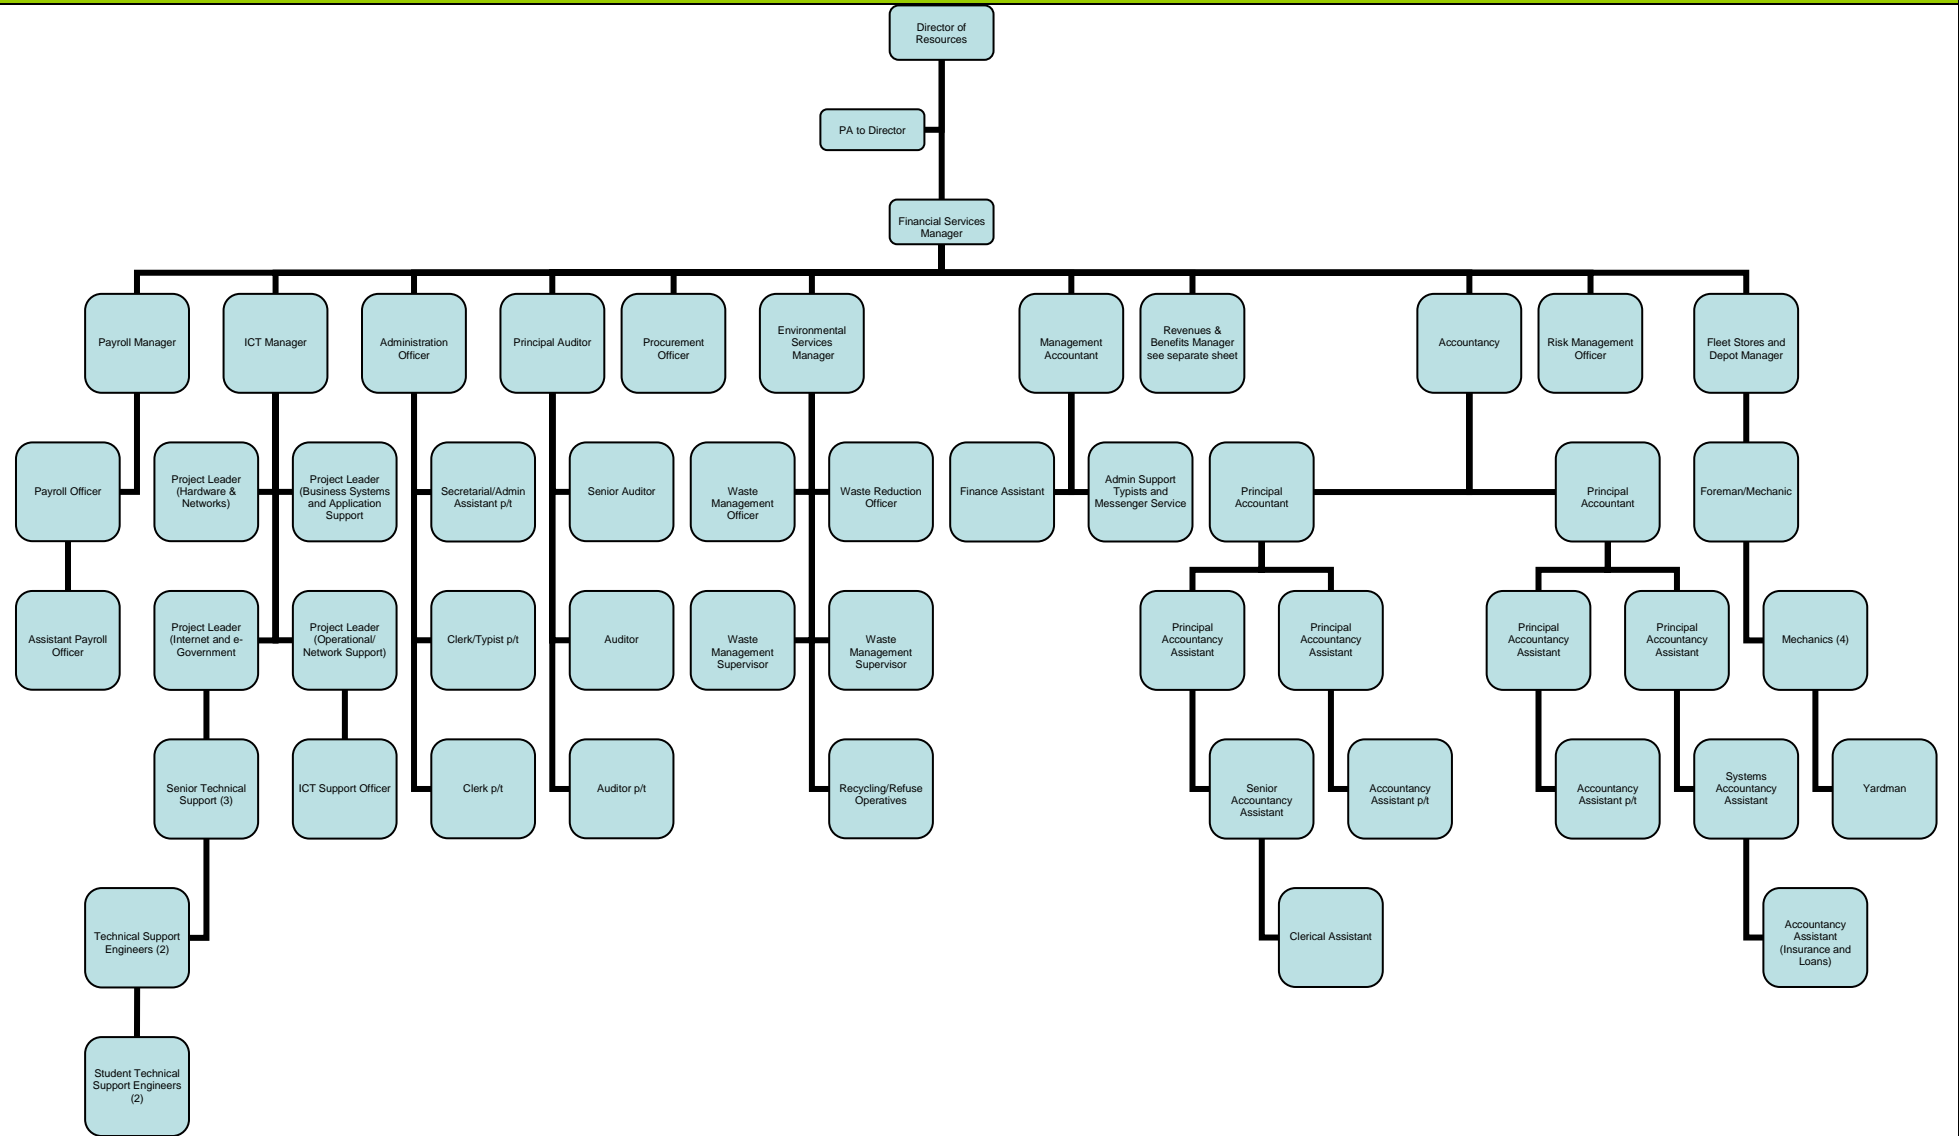 Director of
Resources
PA to Director
Financial Services
Manager
Payroll Manager
ICT Manager
Administration
Officer
Principal Auditor
Procurement
Officer
Environmental
Services
Manager
Management
Accountant
Revenues &
Benefits Manager
see separate sheet
Accountancy
Risk Management
Officer
Fleet Stores and
Depot Manager
Payroll Officer
Project Leader
(Hardware &
Networks)
Project Leader
(Business Systems
and Application
Support
Secretarial/Admin
Assistant p/t
Senior Auditor
Waste
Management
Officer
Waste Reduction
Officer
Finance Assistant
Admin Support
Typists and
Messenger Service
Principal
Accountant
Principal
Accountant
Foreman/Mechanic
Assistant Payroll
Officer
Project Leader
(Internet and e-
Government
Project Leader
(Operational/
Network Support)
Clerk/Typist p/t
Auditor
Waste
Management
Supervisor
Waste
Management
Supervisor
Principal
Accountancy
Assistant
Principal
Accountancy
Assistant
Principal
Accountancy
Assistant
Principal
Accountancy
Assistant
Mechanics (4)
Senior Technical
Support (3)
ICT Support Officer
Clerk p/t
Auditor p/t
Recycling/Refuse
Operatives
Senior
Accountancy
Assistant
Accountancy
Assistant p/t
Accountancy
Assistant p/t
Systems
Accountancy
Assistant
Yardman
Technical Support
Engineers (2)
Clerical Assistant
Accountancy
Assistant
(Insurance and
Loans)
Student Technical
Support Engineers
(2)